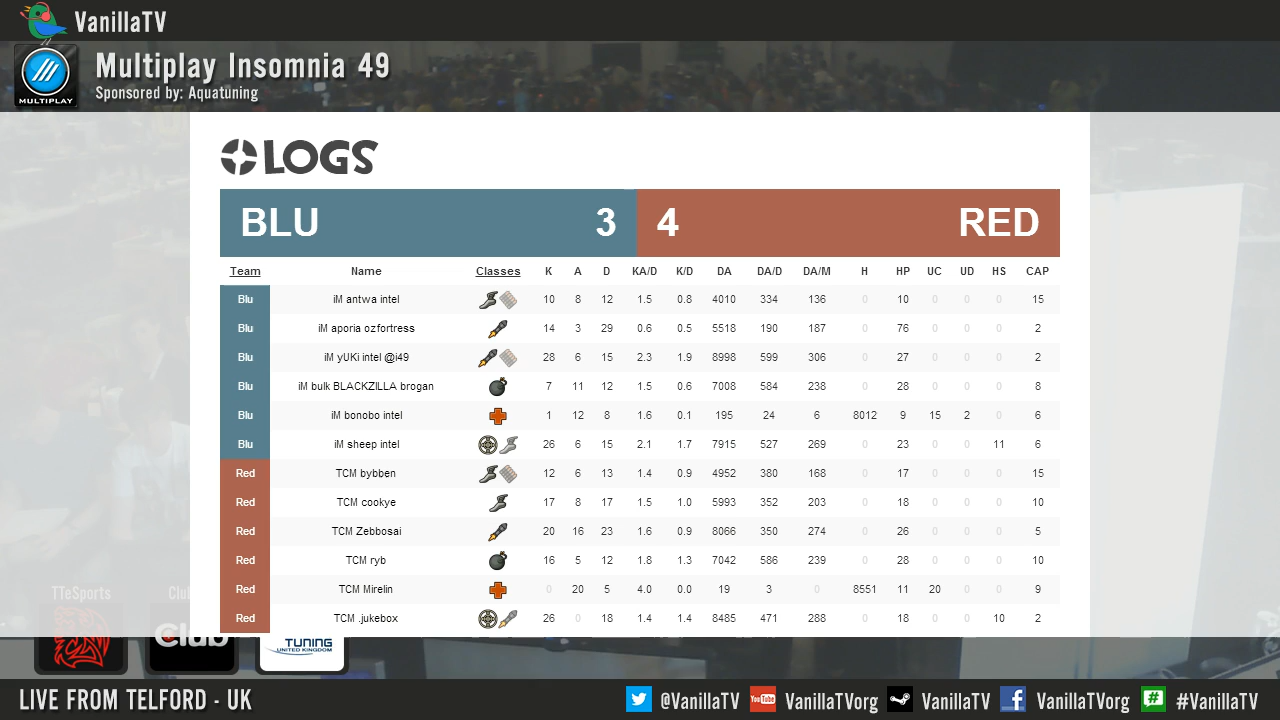 VanillaTV
Multiplay Insomnia 49
Sponsored by: Aquatuning
MULTIPLAY
LOGS
BLU 3 4 RED
Team Name Classes K A D KA/D K/D DA DA/D DA/M H HP UC UD HS CAP
Blu iM antwa intel 10 8 12 1.5 0.8 4010 334 136 0 10 0 0 0 15
Blu iM aporia ozfortress 14 3 29 0.6 0.5 5518 190 187 0 76 0 0 0 2
Blu iM yUKi intel @i49 28 6 15 2.3 1.9 8998 599 306 0 27 0 0 0 2
Blu iM bulk BLACKZILLA brogan 7 11 12 1.5 0.6 7008 584 238 0 28 0 0 0 8
Blu iM bonobo intel 1 12 8 1.6 0.1 195 24 6 8012 9 15 2 0 6
Blu iM sheep intel 26 6 15 2.1 1.7 7915 527 269 0 23 0 0 11 6
Red TCM bybben 12 6 13 1.4 0.9 4952 380 168 0 17 0 0 0 15
Red TCM cookye 17 8 17 1.5 1.0 5993 352 203 0 18 0 0 0 10
Red TCM Zebbosai 20 16 23 1.6 0.9 8066 350 274 0 26 0 0 0 5
Red TCM ryb 16 5 12 1.8 1.3 7042 586 239 0 28 0 0 0 10
Red TCM Mirelin 0 20 5 4.0 0.0 19 3 0 8551 11 20 0 0 9
Red TCM .jukebox 26 0 18 1.4 1.4 8485 471 288 0 18 0 0 10 2
TTeSports Clu
Club
TUNING
UNITED KINGDOM
LIVE FROM TELFORD - UK
@VanillaTV YouTube VanillaTVorg VanillaTV VanillaTVorg #VanillaTV